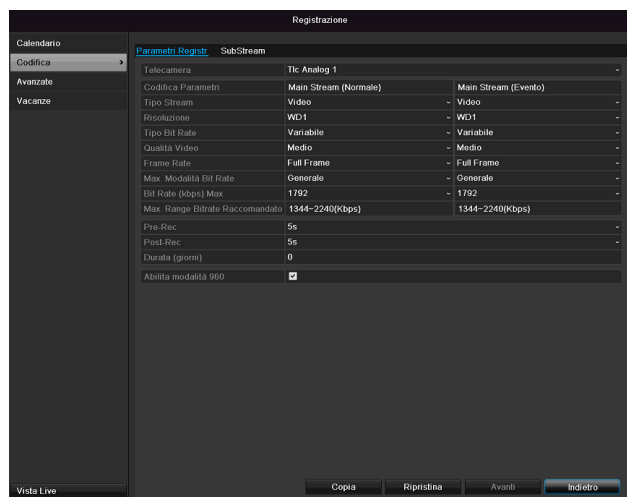 Registrazione
Calendario
Codifica
Avanzate
Vacanze
Parametri Registr SubStream
Telecamera Tlc Analog 1
Codifica Parametri Main Stream (Normale) Main Stream (Evento)
Tipo Stream Video Video
Risoluzione WD1 WD1
Tipo Bit Rate Variabile Variabile
Qualità Video Medio Medio
Frame Rate Full Frame Full Frame
Max. Modalità Bit Rate Generale Generale
Bit Rate (kbps) Max 1792 1792
Max. Range Bitrate Raccomandato 1344~2240(Kbps) 1344~2240(Kbps)
Pre-Rec 5s
Post-Rec 5s
Durata (giorni) 0
Abilita modalità 960
Vista Live
Copia Ripristina Avanti Indietro